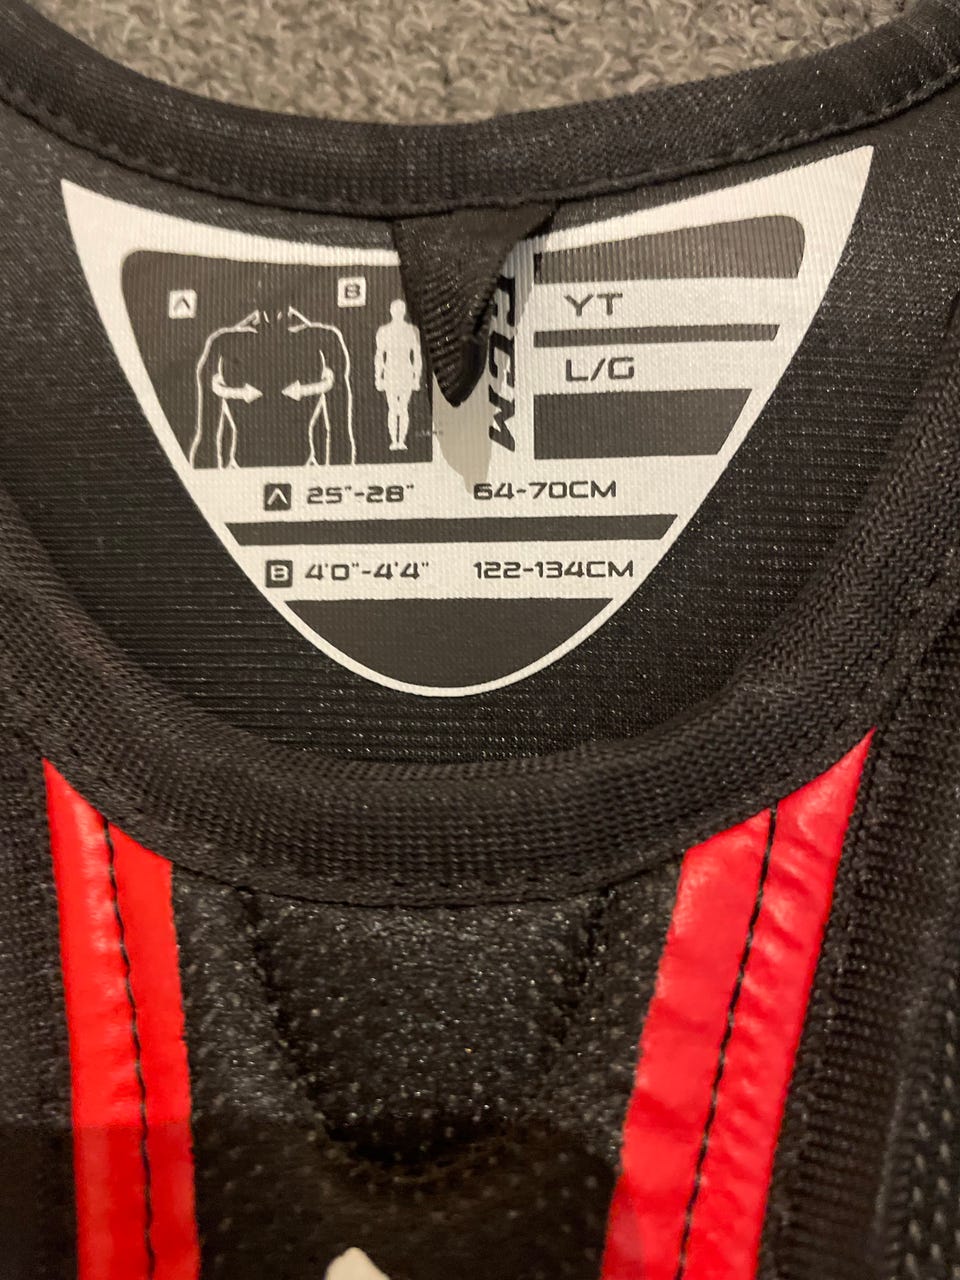 A
B
CCM
YT
L/G
A 25"-28" 64-70CM
B 4'0"-4'4" 122-134CM